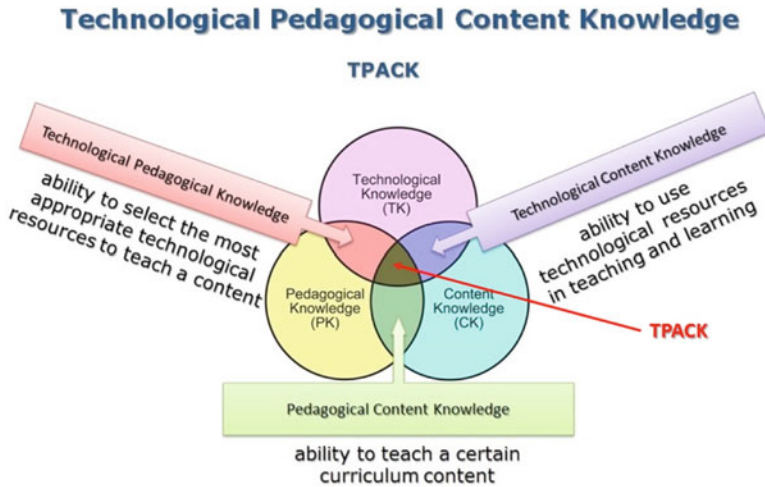 Technological Pedagogical Content Knowledge
TPACK
Technological Pedagogical Knowledge
ability to select the most
appropriate technological
resources to teach a content
Technological
Knowledge
(TK)
Technological Content Knowledge
ability to use
technological resources
in teaching and learning
Pedagogical
Knowledge
(PK)
Content
Knowledge
(CK)
TPACK
Pedagogical Content Knowledge
ability to teach a certain
curriculum content